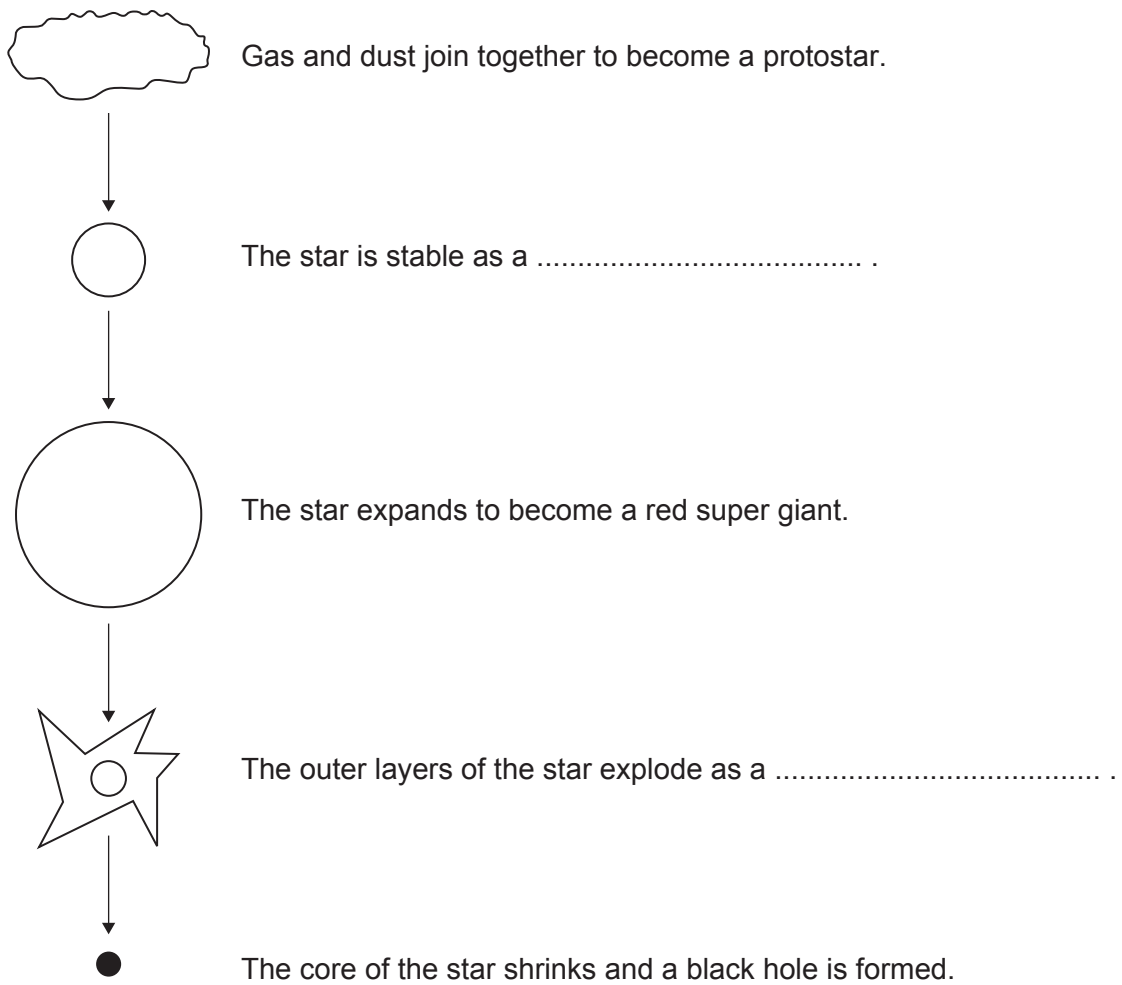 Gas and dust join together to become a protostar.
The star is stable as a ........................................ .
The star expands to become a red super giant.
The outer layers of the star explode as a ........................................ .
The core of the star shrinks and a black hole is formed.